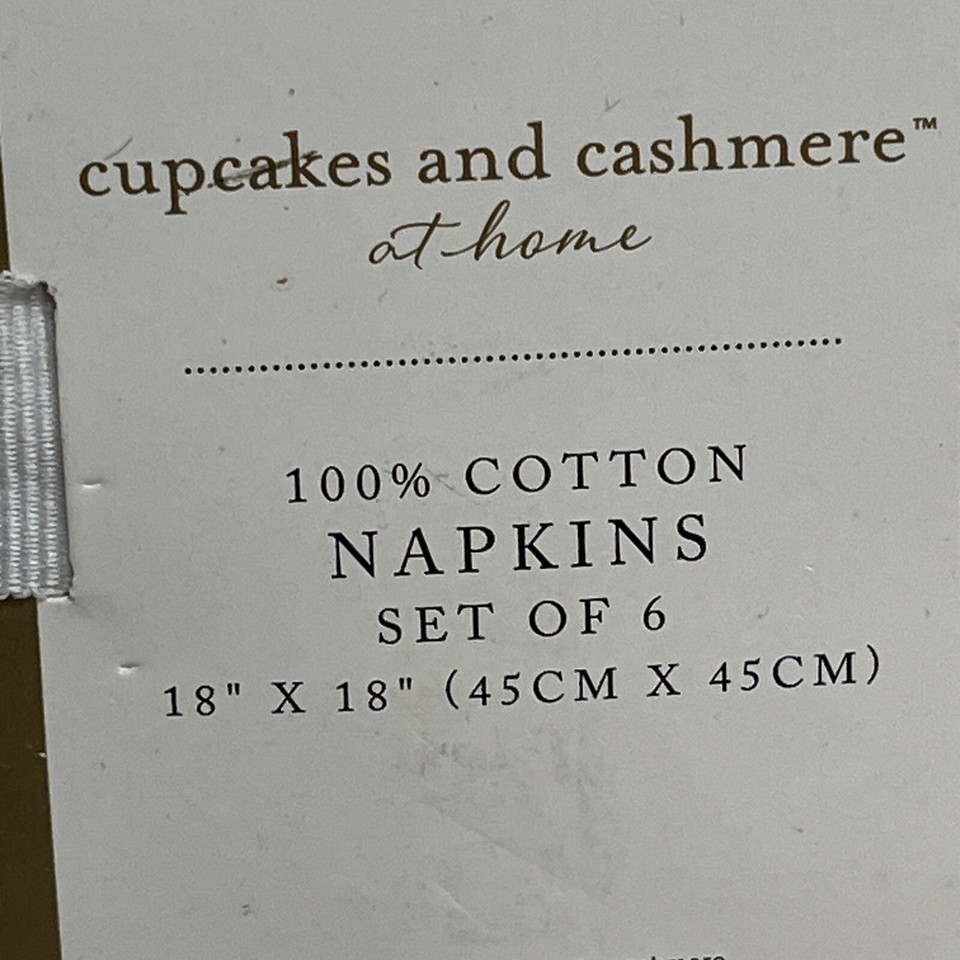 cupcakes and cashmere™
at home
100% COTTON
NAPKINS
SET OF 6
18" X 18" (45CM X 45CM)